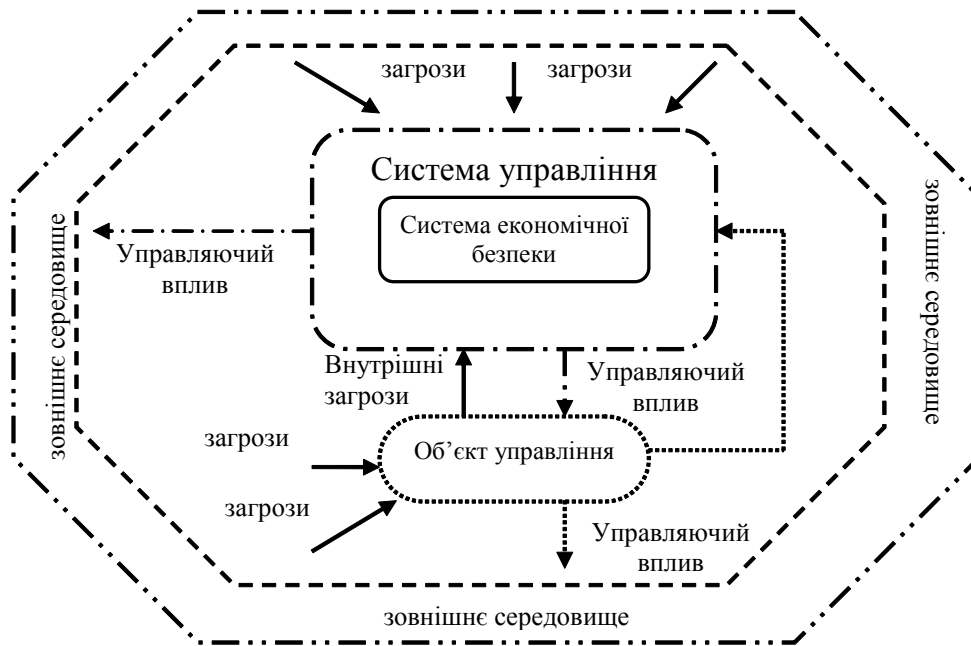 загрози
загрози
Система управління
Система економічної
безпеки
Управляючий
вплив
зовнішнє середовище
зовнішнє середовище
Внутрішні
загрози
Управляючий
вплив
загрози
Об’єкт управління
загрози
Управляючий
вплив
зовнішнє середовище